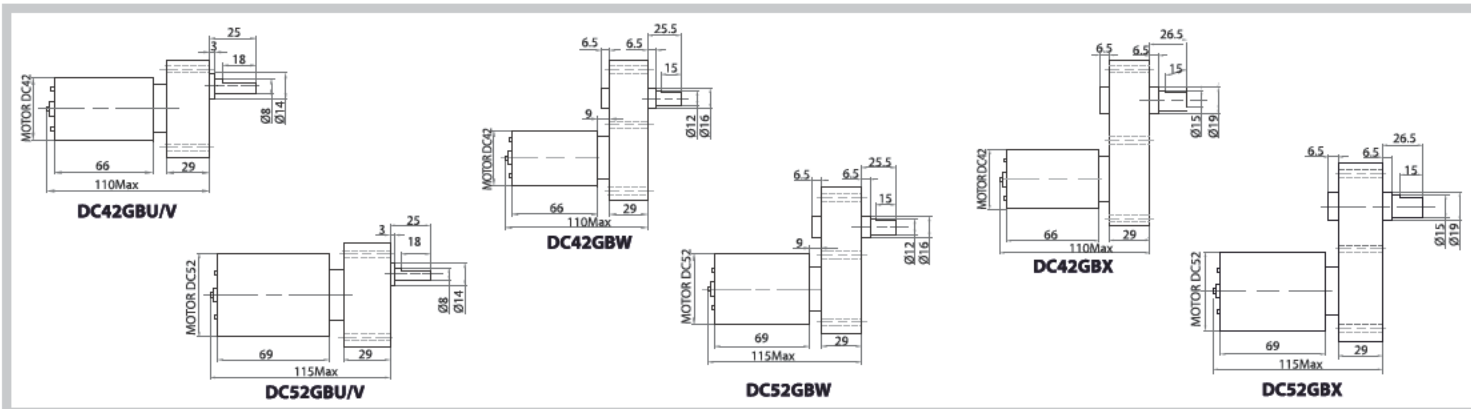 25
3
18
MOTOR DC42
Ø8
Ø14
66
29
110Max
DC42GBU/V
25
3
18
MOTOR DC52
Ø8
Ø14
69
29
115Max
DC52GBU/V
25.5
6.5
6.5
15
9
Ø12
Ø16
MOTOR DC42
66
29
110Max
DC42GBW
25.5
6.5
6.5
15
9
Ø12
Ø16
MOTOR DC52
69
29
115Max
DC52GBW
26.5
6.5
6.5
15
Ø15
Ø19
MOTOR DC42
66
29
110Max
DC42GBX
26.5
6.5
6.5
15
Ø15
Ø19
MOTOR DC52
69
29
115Max
DC52GBX